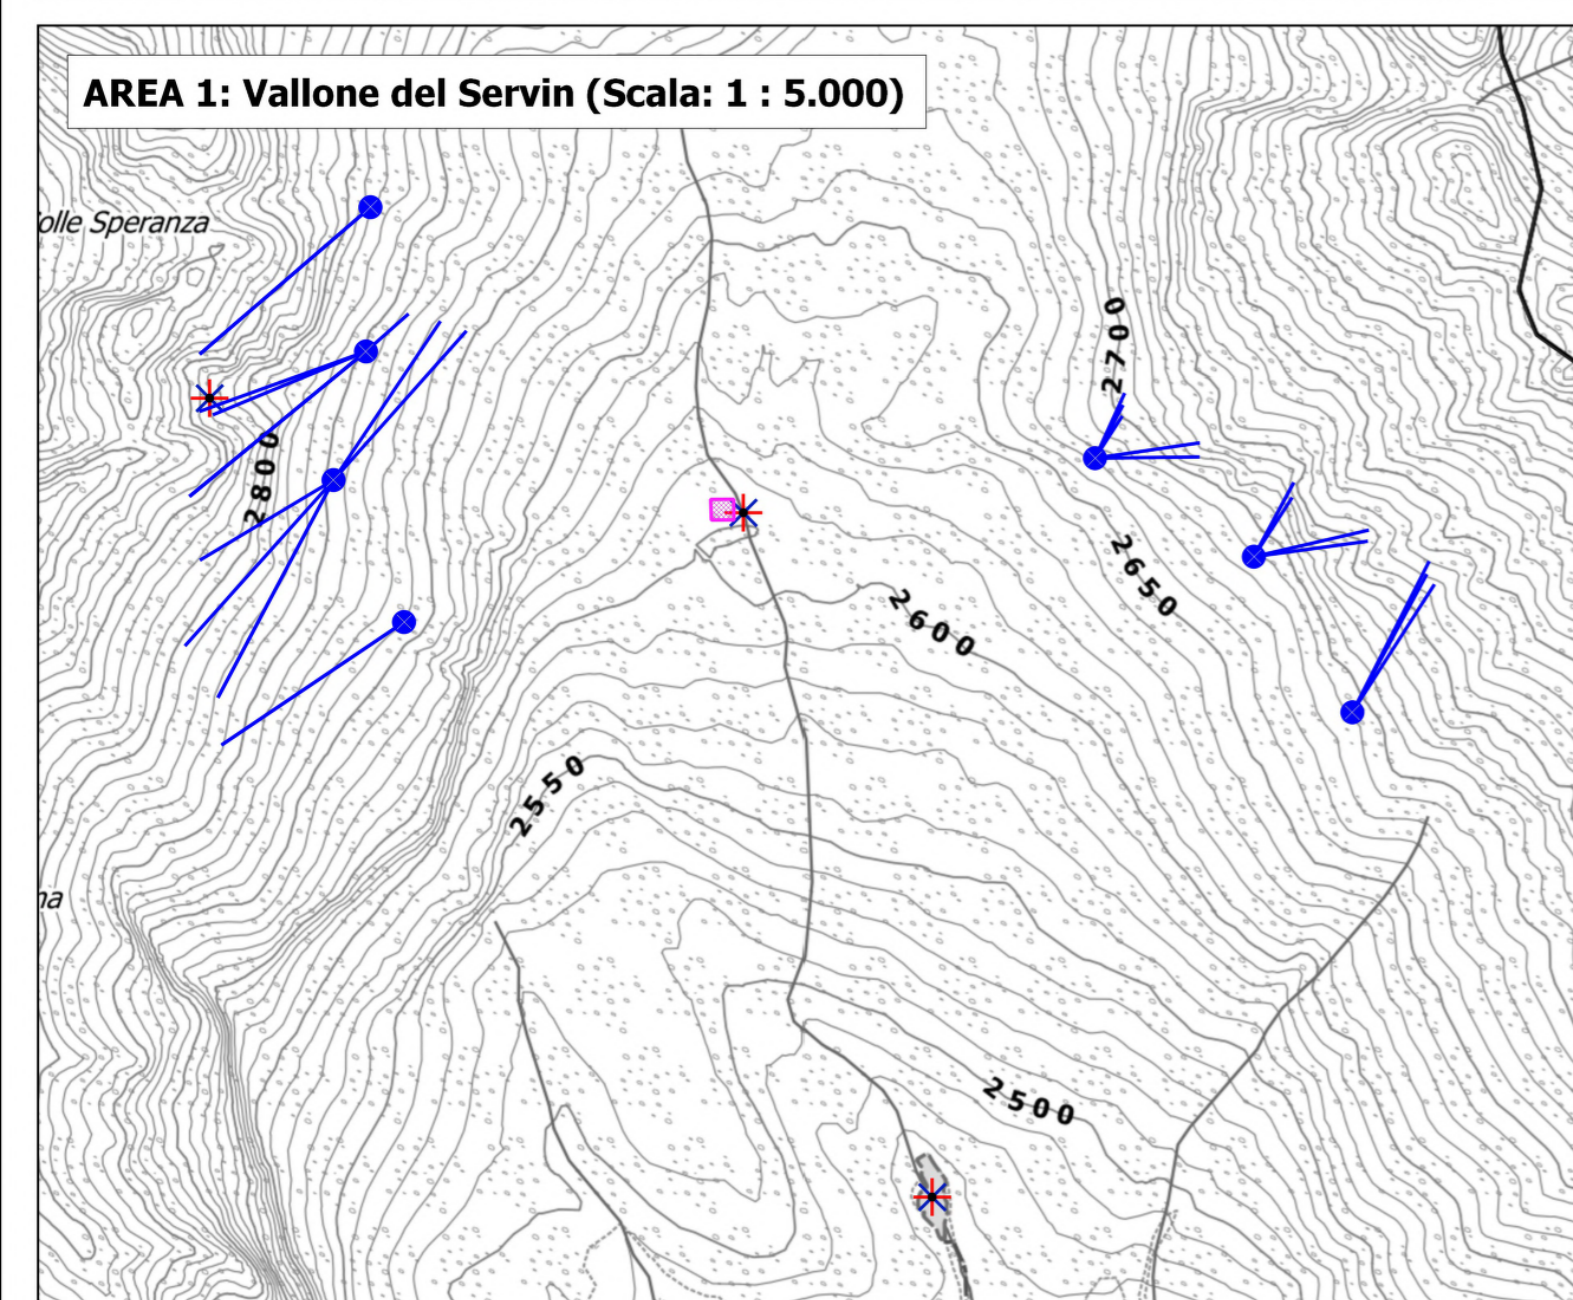 AREA 1: Vallone del Servin (Scala: 1 : 5.000)
olle Speranza
2700
2800
2650
2600
2550
na
2500